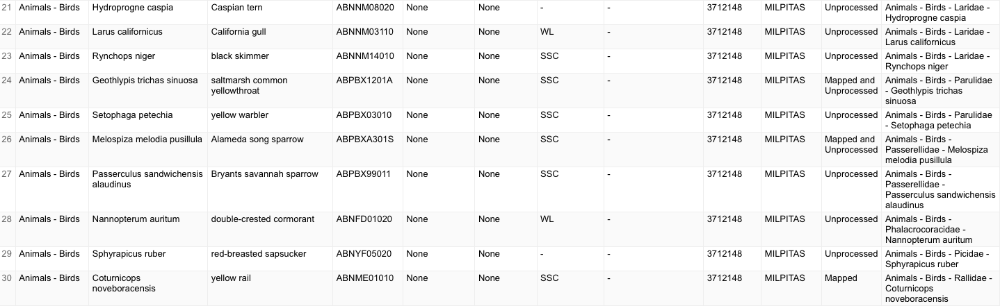 21 Animals - Birds Hydroprogne caspia Caspian tern ABNNM08020 None None - - 3712148 MILPITAS Unprocessed Animals - Birds - Laridae -
Hydroprogne caspia
22 Animals - Birds Larus californicus California gull ABNNM03110 None None WL - 3712148 MILPITAS Unprocessed Animals - Birds - Laridae -
Larus californicus
23 Animals - Birds Rynchops niger black skimmer ABNNM14010 None None SSC - 3712148 MILPITAS Unprocessed Animals - Birds - Laridae -
Rynchops niger
24 Animals - Birds Geothlypis trichas sinuosa saltmarsh common ABPBX1201A None None SSC - 3712148 MILPITAS Mapped and Animals - Birds - Parulidae
yellowthroat Unprocessed - Geothlypis trichas
sinuosa
25 Animals - Birds Setophaga petechia yellow warbler ABPBX03010 None None SSC - 3712148 MILPITAS Unprocessed Animals - Birds - Parulidae
- Setophaga petechia
26 Animals - Birds Melospiza melodia pusillula Alameda song sparrow ABPBXA301S None None SSC - 3712148 MILPITAS Mapped and Animals - Birds -
Unprocessed Passerellidae - Melospiza
melodia pusillula
27 Animals - Birds Passerculus sandwichensis Bryants savannah sparrow ABPBX99011 None None SSC - 3712148 MILPITAS Unprocessed Animals - Birds -
alaudinus Passerellidae -
Passerculus sandwichensis
alaudinus
28 Animals - Birds Nannopterum auritum double-crested cormorant ABNFD01020 None None WL - 3712148 MILPITAS Unprocessed Animals - Birds -
Phalacrocoracidae -
Nannopterum auritum
29 Animals - Birds Sphyrapicus ruber red-breasted sapsucker ABNYF05020 None None - - 3712148 MILPITAS Unprocessed Animals - Birds - Picidae -
Sphyrapicus ruber
30 Animals - Birds Coturnicops yellow rail ABNME01010 None None SSC - 3712148 MILPITAS Mapped Animals - Birds - Rallidae -
noveboracensis Coturnicops
noveboracensis